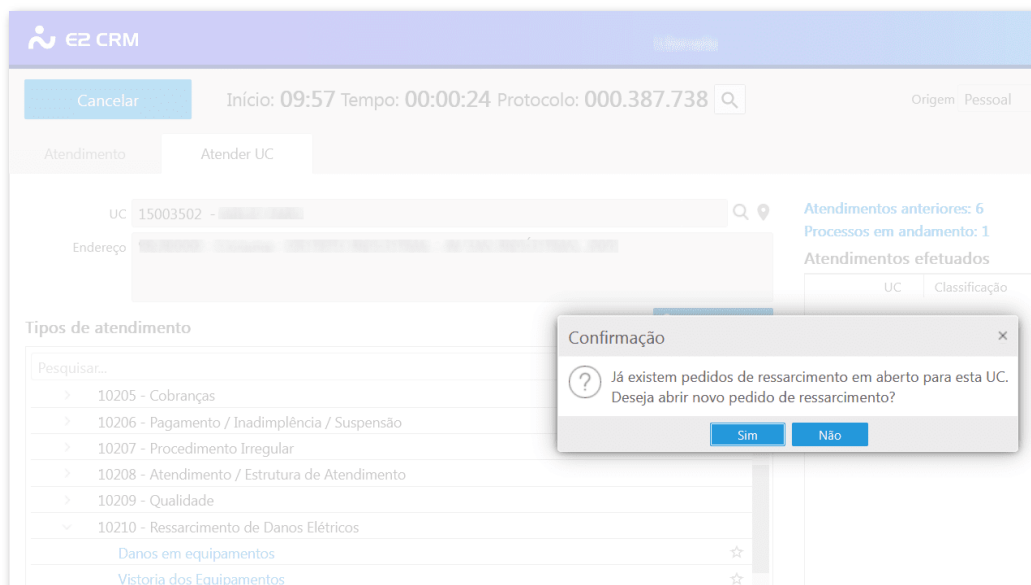 E2 CRM
Cancelar
Início: 09:57 Tempo: 00:00:24 Protocolo: 000.387.738
Origem Pessoal
Atendimento
Atender UC
UC 15003502 -
Endereço
Atendimentos anteriores: 6
Processos em andamento: 1
Atendimentos efetuados
UC Classificação
Tipos de atendimento
Pesquisar...
10205 - Cobranças
10206 - Pagamento / Inadimplência / Suspensão
10207 - Procedimento Irregular
10208 - Atendimento / Estrutura de Atendimento
10209 - Qualidade
10210 - Ressarcimento de Danos Elétricos
Danos em equipamentos
Vistoria dos Equipamentos
Confirmação
Já existem pedidos de ressarcimento em aberto para esta UC.
Deseja abrir novo pedido de ressarcimento?
Sim
Não